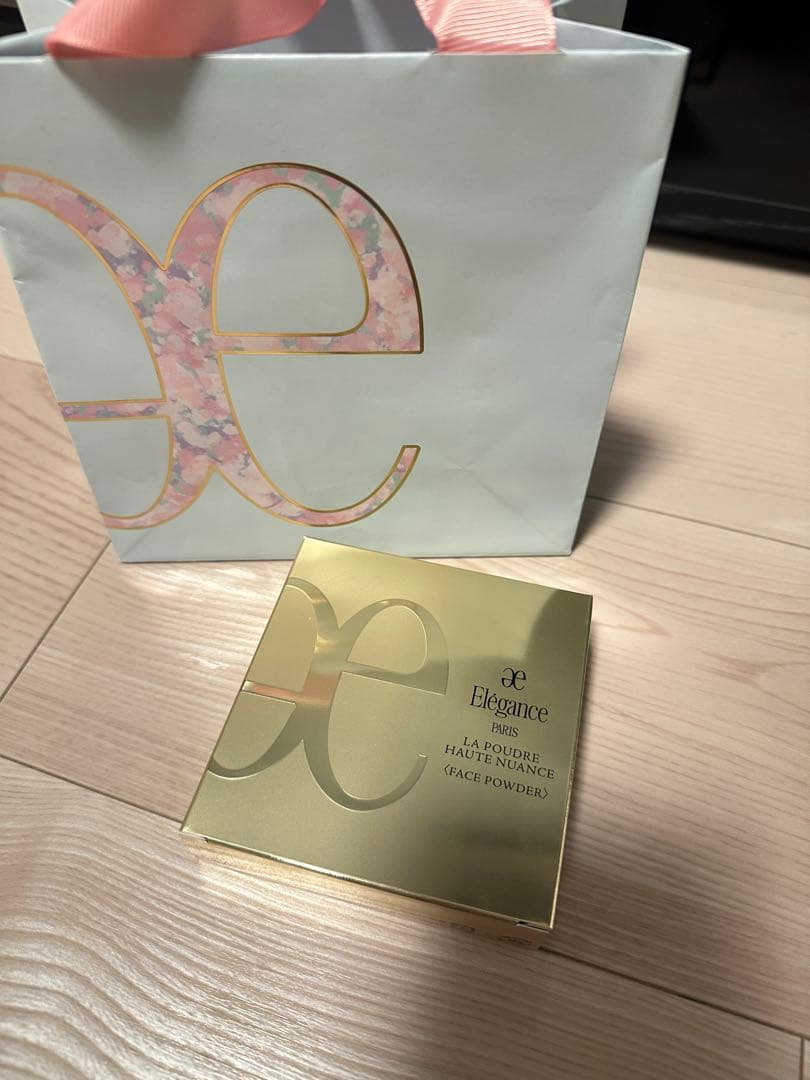 æ
æ
æ
Elégance
PARIS
LA POUDRE
HAUTE NUANCE
〈FACE POWDER〉